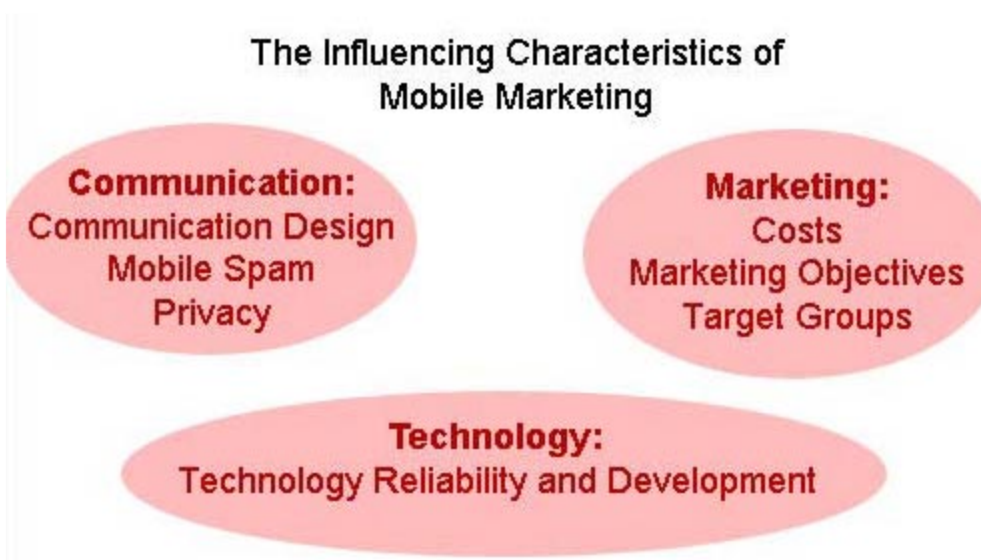 The Influencing Characteristics of
Mobile Marketing
Communication:
Communication Design
Mobile Spam
Privacy
Marketing:
Costs
Marketing Objectives
Target Groups
Technology:
Technology Reliability and Development